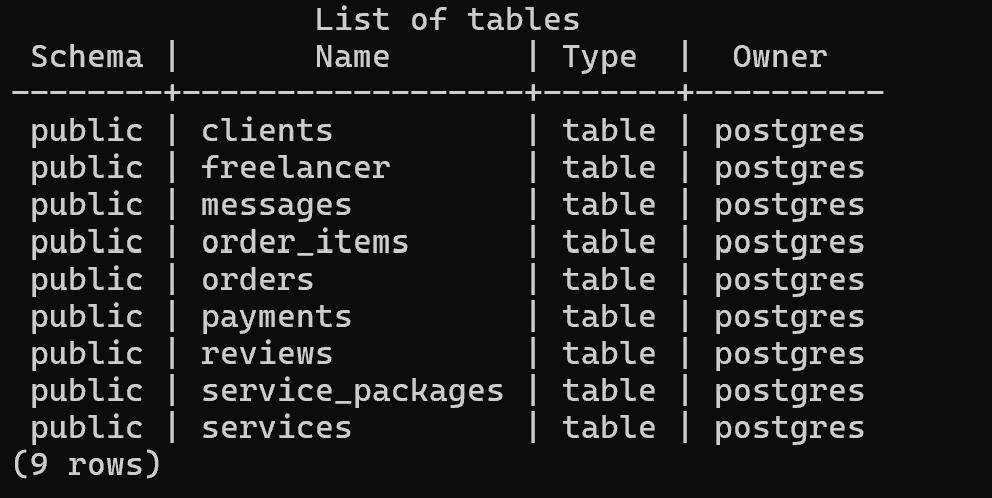 List of tables
 Schema |       Name       | Type  |  Owner
--------+------------------+-------+----------
 public | clients          | table | postgres
 public | freelancer       | table | postgres
 public | messages         | table | postgres
 public | order_items      | table | postgres
 public | orders           | table | postgres
 public | payments         | table | postgres
 public | reviews          | table | postgres
 public | service_packages | table | postgres
 public | services         | table | postgres
(9 rows)